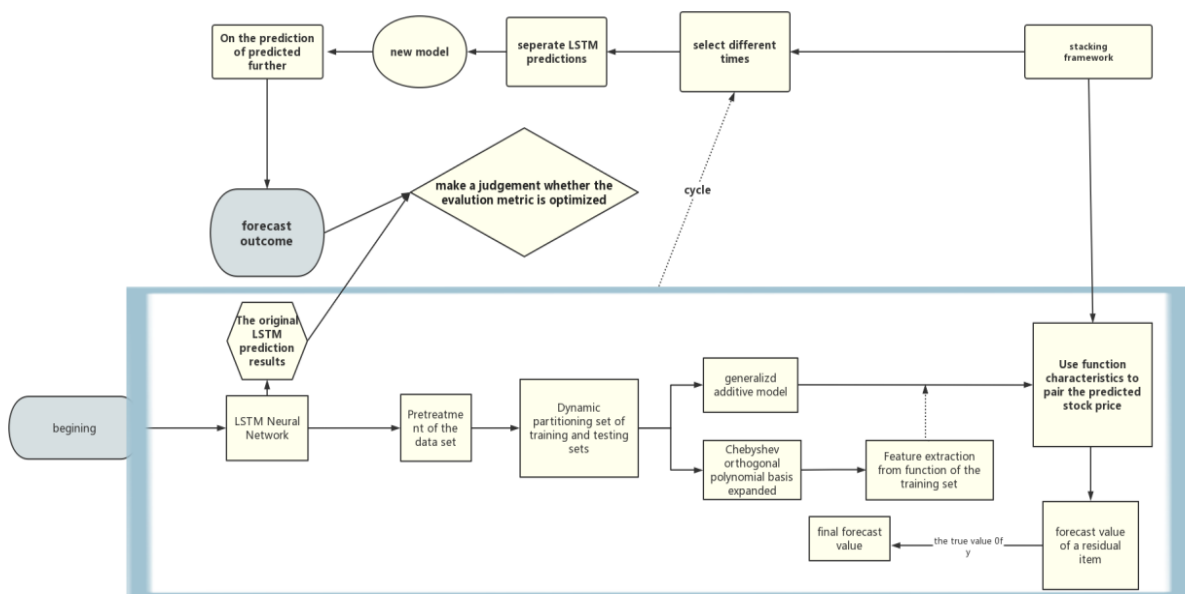 On the prediction
of predicted
further
new model
seperate LSTM
predictions
select different
times
stacking
framework
make a judgement whether the
evalution metric is optimized
cycle
forecast
outcome
The original
LSTM
prediction
results
Use function
characteristics to
pair the predicted
stock price
generalizd
additive model
begining
LSTM Neural
Network
Pretreatme
nt of the
data set
Dynamic
partitioning set of
training and testing
sets
Chebyshev
orthogonal
polynomial basis
expanded
Feature extraction
from function of the
training set
final forecast
value
the true value 0f
y
forecast value
of a residual
item